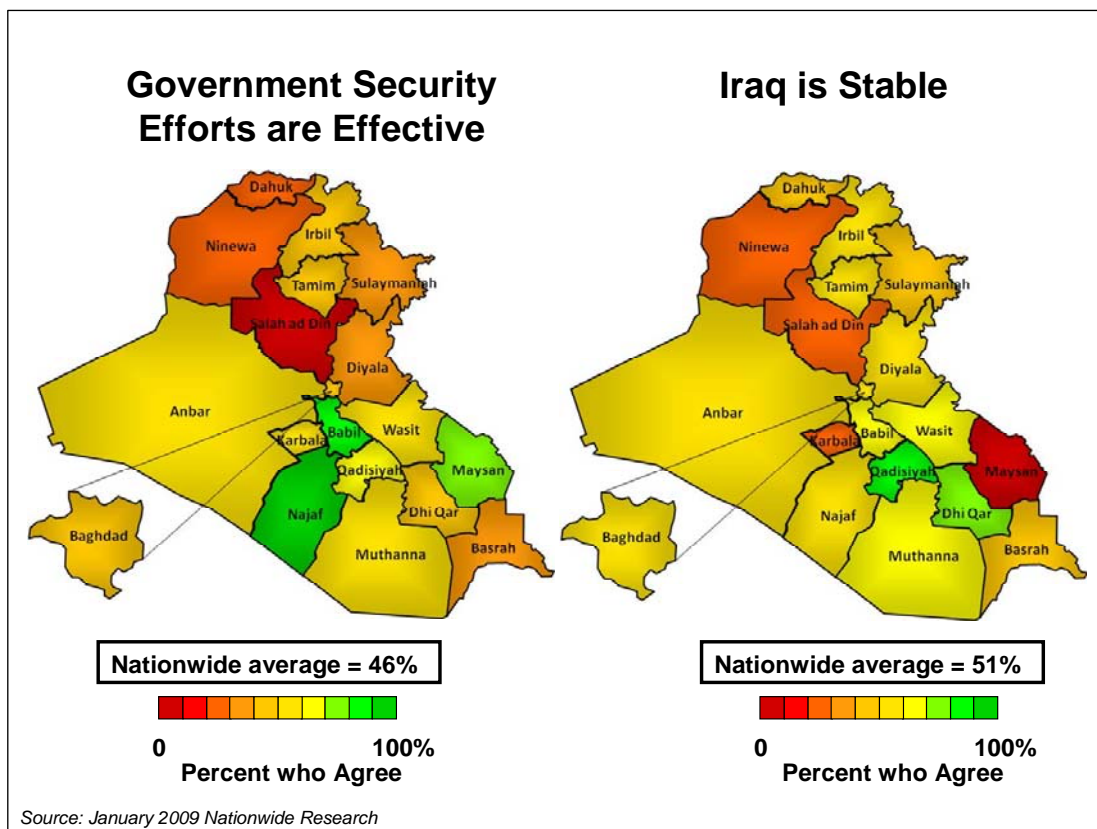 Government Security
Efforts are Effective
Dahuk
Ninewa
Irbil
Tamim
Sulaymaniah
Salah ad Din
Diyala
Anbar
Karbala
Babil
Wasit
Qadisiyah
Maysan
Najaf
Dhi Qar
Baghdad
Muthanna
Basrah
Nationwide average = 46%
0 100%
Percent who Agree
Iraq is Stable
Dahuk
Ninewa
Irbil
Tamim
Sulaymaniah
Salah ad Din
Diyala
Anbar
Karbala
Babil
Wasit
Qadisiyah
Maysan
Najaf
Dhi Qar
Baghdad
Muthanna
Basrah
Nationwide average = 51%
0 100%
Percent who Agree
Source: January 2009 Nationwide Research